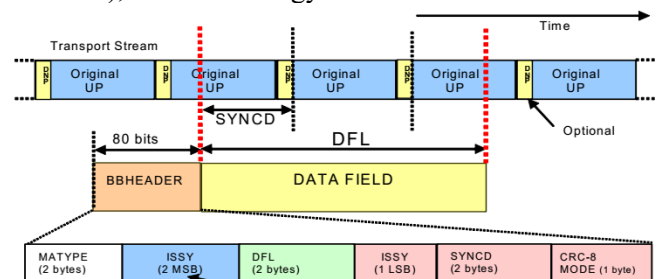 Time
Transport Stream
DNP Original UP DNP Original UP DNP Original UP DNP Original UP DNP Original UP
SYNCD
Optional
80 bits
DFL
BBHEADER
DATA FIELD
MATYPE (2 bytes)
ISSY (2 MSB)
DFL (2 bytes)
ISSY (1 LSB)
SYNCD (2 bytes)
CRC-8 MODE (1 byte)